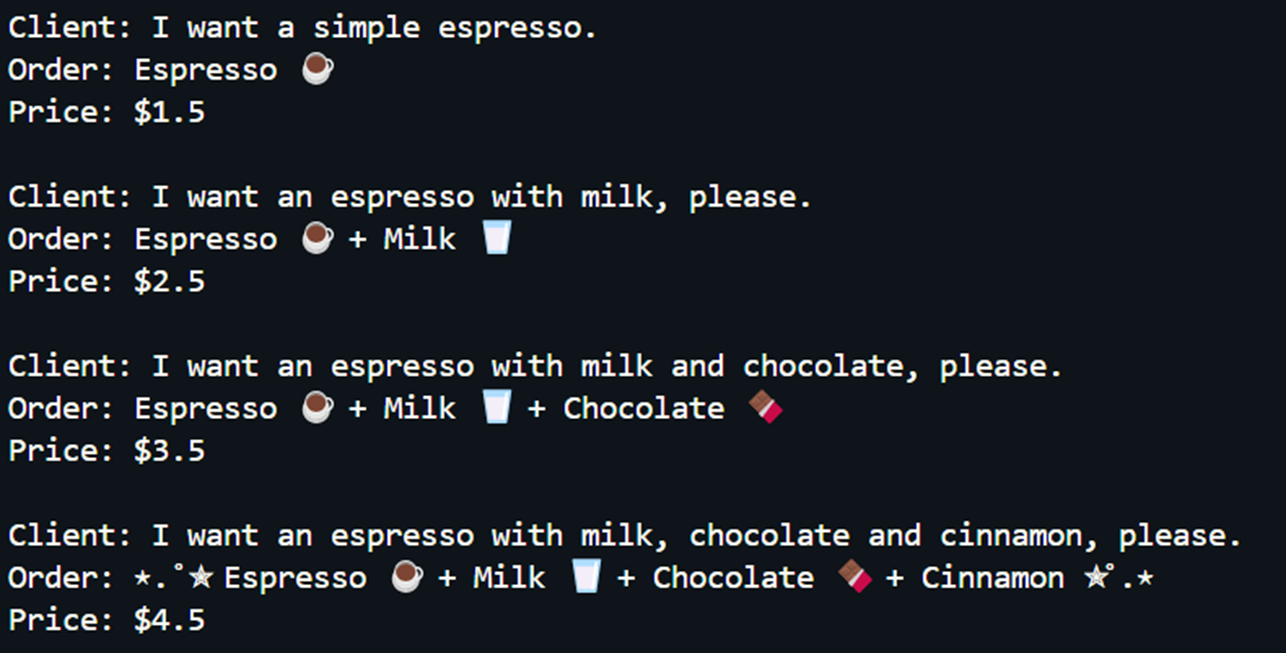 Client: I want a simple espresso.
Order: Espresso ☕
Price: $1.5
Client: I want an espresso with milk, please.
Order: Espresso ☕ + Milk 🥛
Price: $2.5
Client: I want an espresso with milk and chocolate, please.
Order: Espresso ☕ + Milk 🥛 + Chocolate 🍫
Price: $3.5
Client: I want an espresso with milk, chocolate and cinnamon, please.
Order: ⋆.˚✯ Espresso ☕ + Milk 🥛 + Chocolate 🍫 + Cinnamon ✯˚.⋆
Price: $4.5